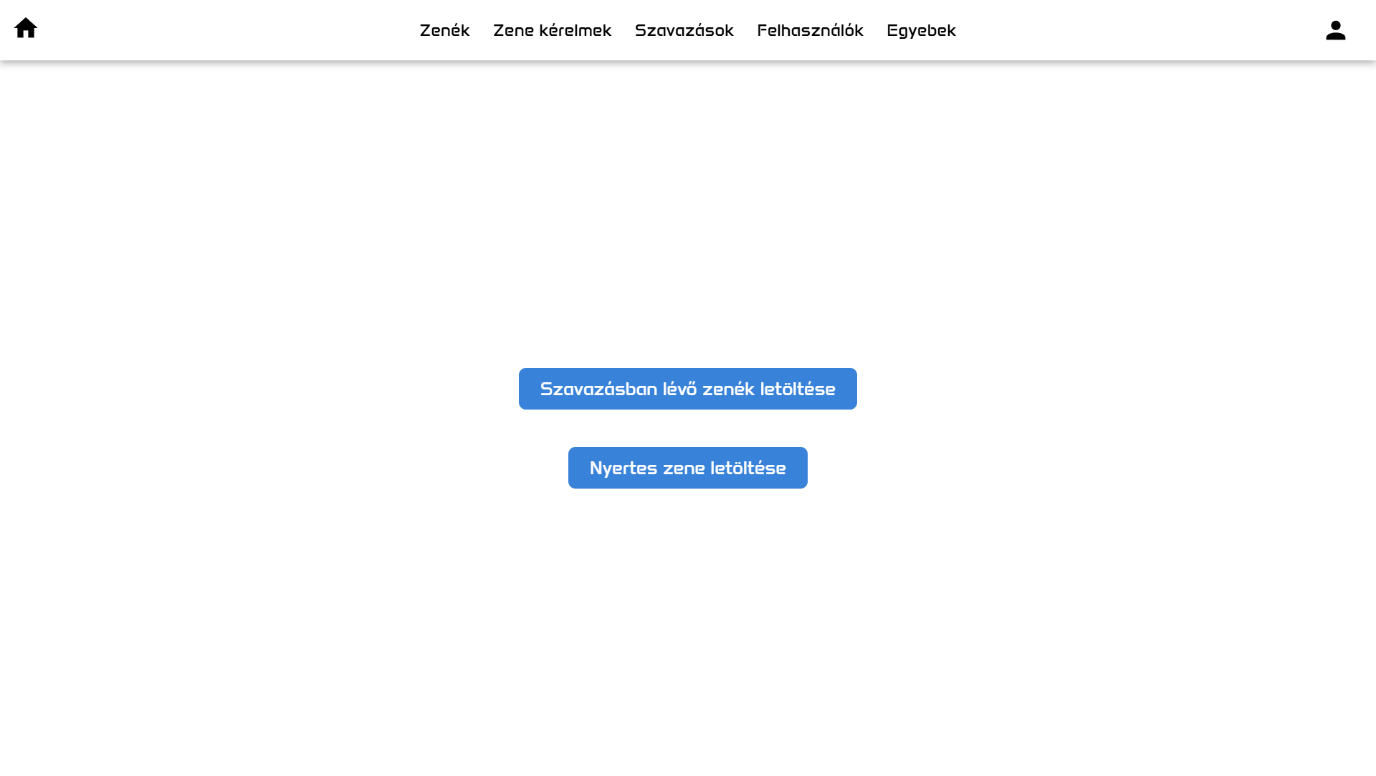 Zenék Zene kérelmek Szavazások Felhasználók Egyebek
Szavazásban lévő zenék letöltése
Nyertes zene letöltése